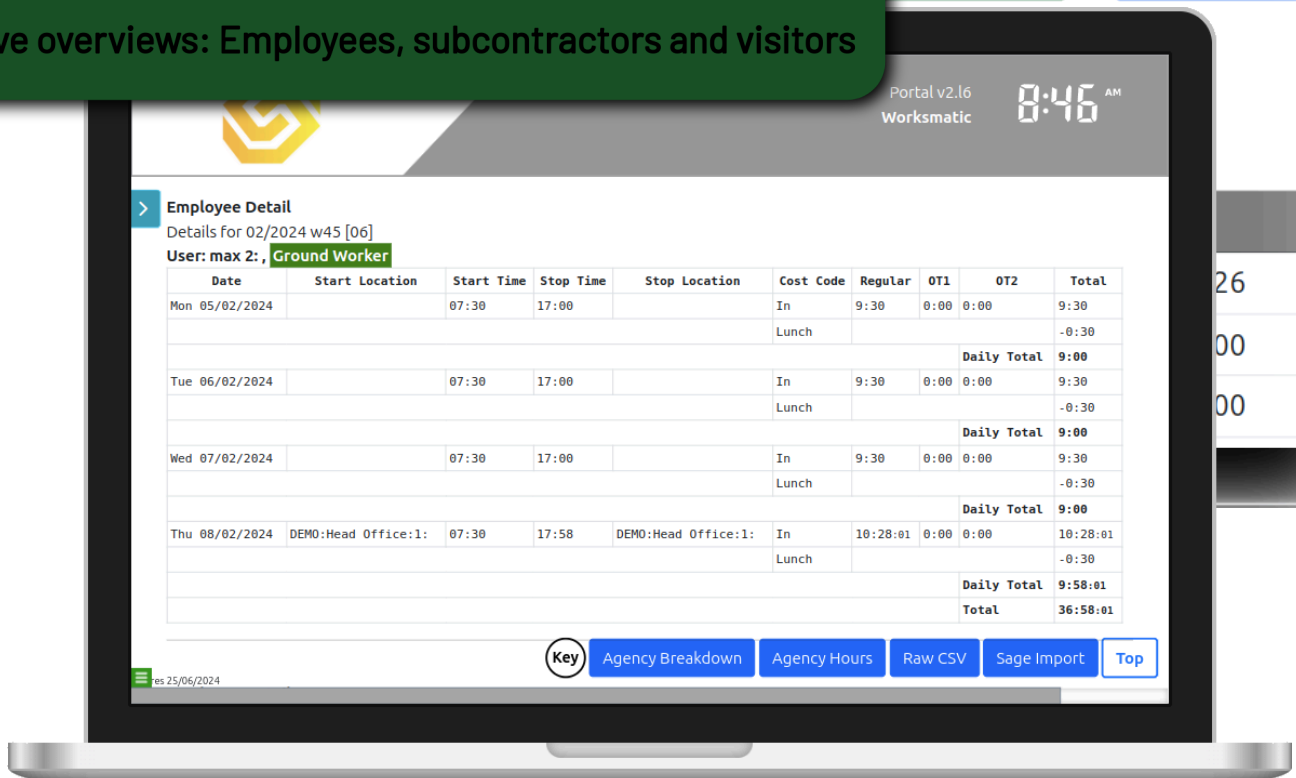 ve overviews: Employees, subcontractors and visitors
Portal v2.l6
Worksmatic
8:46 AM
Employee Detail
Details for 02/2024 w45 [06]
User: max 2: , Ground Worker
Date Start Location Start Time Stop Time Stop Location Cost Code Regular OT1 OT2 Total
Mon 05/02/2024 07:30 17:00 In 9:30 0:00 0:00 9:30
Lunch -0:30
Daily Total 9:00
Tue 06/02/2024 07:30 17:00 In 9:30 0:00 0:00 9:30
Lunch -0:30
Daily Total 9:00
Wed 07/02/2024 07:30 17:00 In 9:30 0:00 0:00 9:30
Lunch -0:30
Daily Total 9:00
Thu 08/02/2024 DEMO:Head Office:1: 07:30 17:58 DEMO:Head Office:1: In 10:28:01 0:00 0:00 10:28:01
Lunch -0:30
Daily Total 9:58:01
Total 36:58:01
Key Agency Breakdown Agency Hours Raw CSV Sage Import Top
res 25/06/2024
26
00
00